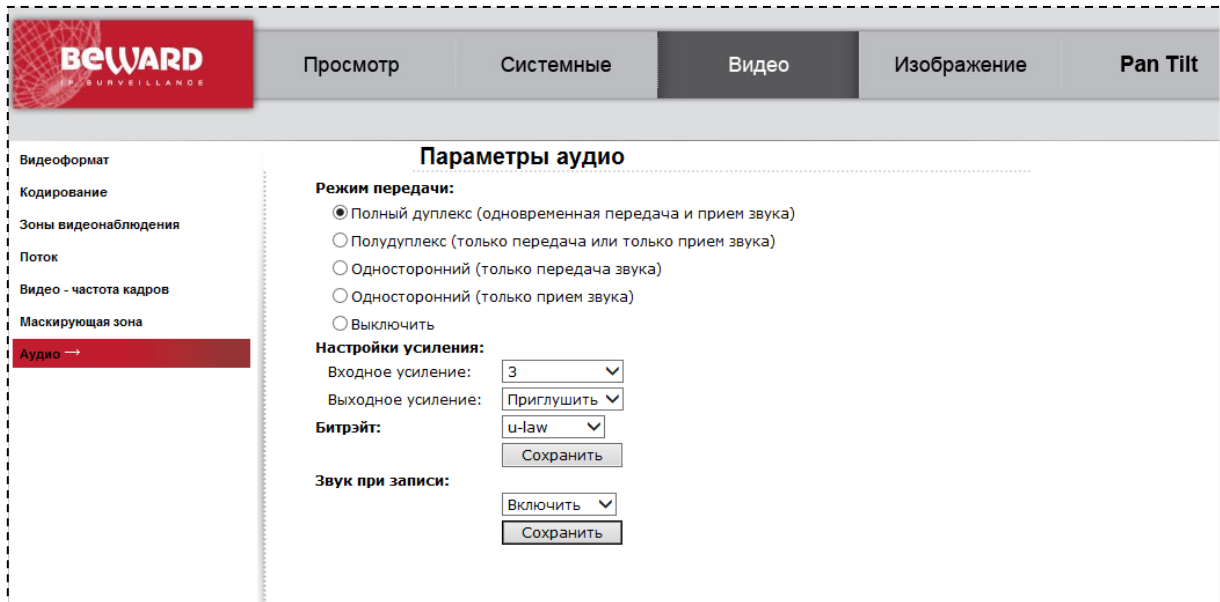 BEWARD
IP SURVEILLANCE
Просмотр
Системные
Видео
Изображение
Pan Tilt
Видеоформат
Кодирование
Зоны видеонаблюдения
Поток
Видео - частота кадров
Маскирующая зона
Аудио →
Параметры аудио
Режим передачи:
Полный дуплекс (одновременная передача и прием звука)
Полудуплекс (только передача или только прием звука)
Односторонний (только передача звука)
Односторонний (только прием звука)
Выключить
Настройки усиления:
Входное усиление: 3
Выходное усиление: Приглушить
Битрэйт: u-law
Сохранить
Звук при записи:
Включить
Сохранить